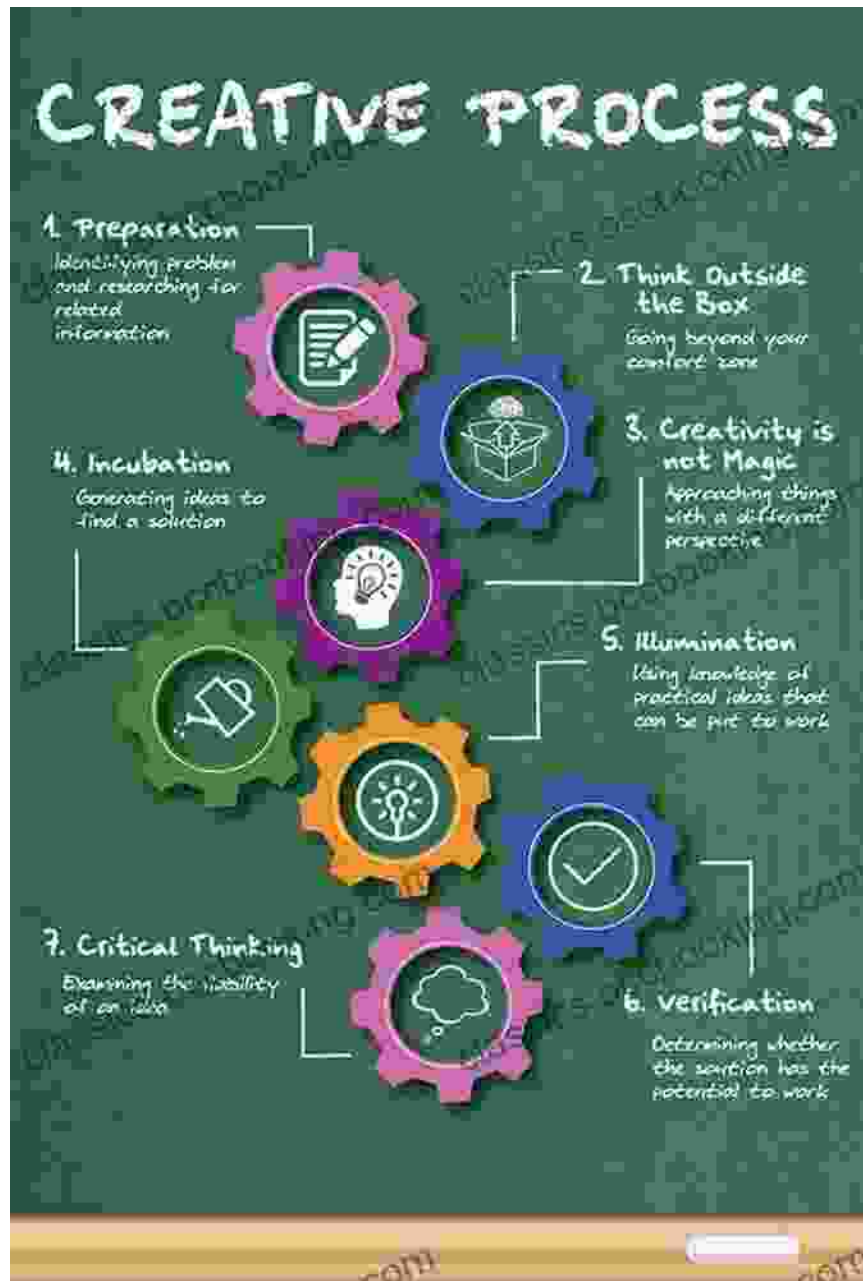 CREATIVE PROCESS
1. Preparation
Identifying problem
and researching for
related
information
2. Think Outside
the Box
Going beyond your
comfort zone
3. Creativity is
not Magic
Approaching things
with a different
perspective
4. Incubation
Generating ideas to
find a solution
5. Illumination
Using knowledge of
practical ideas that
can be put to work
7. Critical Thinking
Examining the
of an idea
6. Verification
Determining whether
the solution has the
potential to work